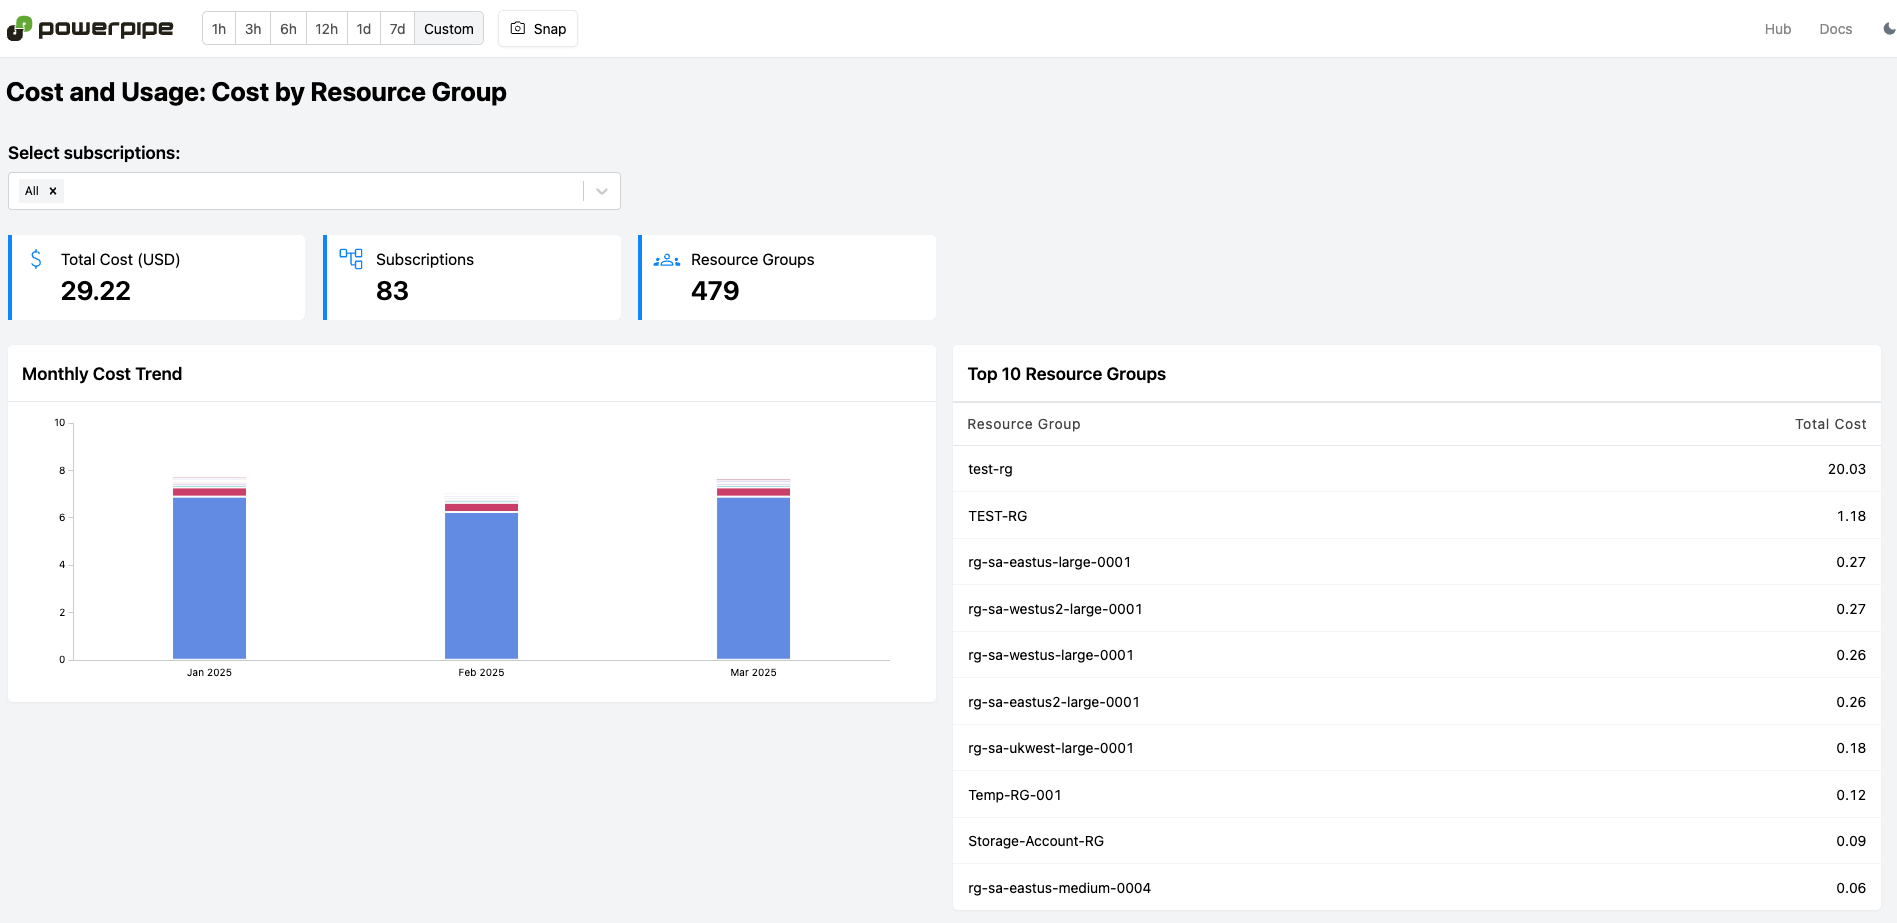 powerpipe 1h 3h 6h 12h 1d 7d Custom Snap Hub Docs
Cost and Usage: Cost by Resource Group
Select subscriptions:
All ×
Total Cost (USD)
29.22
Subscriptions
83
Resource Groups
479
Monthly Cost Trend
10
8
6
4
2
0
Jan 2025 Feb 2025 Mar 2025
Top 10 Resource Groups
Resource Group Total Cost
test-rg 20.03
TEST-RG 1.18
rg-sa-eastus-large-0001 0.27
rg-sa-westus2-large-0001 0.27
rg-sa-westus-large-0001 0.26
rg-sa-eastus2-large-0001 0.26
rg-sa-ukwest-large-0001 0.18
Temp-RG-001 0.12
Storage-Account-RG 0.09
rg-sa-eastus-medium-0004 0.06